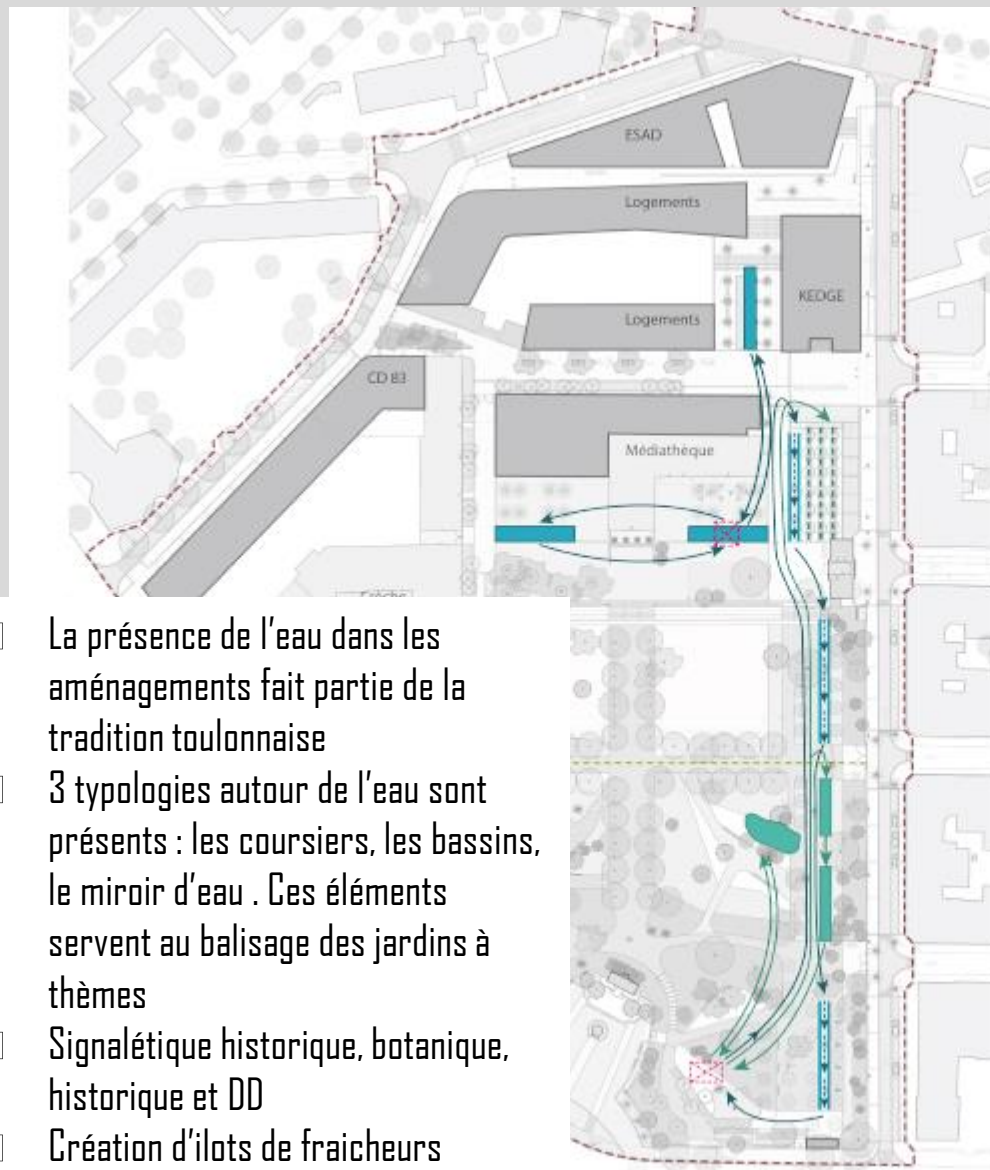 ESAD
Logements
KEDGE
Logements
CD 83
Médiathèque
Crèche
La présence de l'eau dans les
aménagements fait partie de la
tradition toulonnaise
3 typologies autour de l'eau sont
présents : les coursiers, les bassins,
le miroir d'eau . Ces éléments
servent au balisage des jardins à
thèmes
Signalétique historique, botanique,
historique et DD
Création d'ilots de fraicheurs